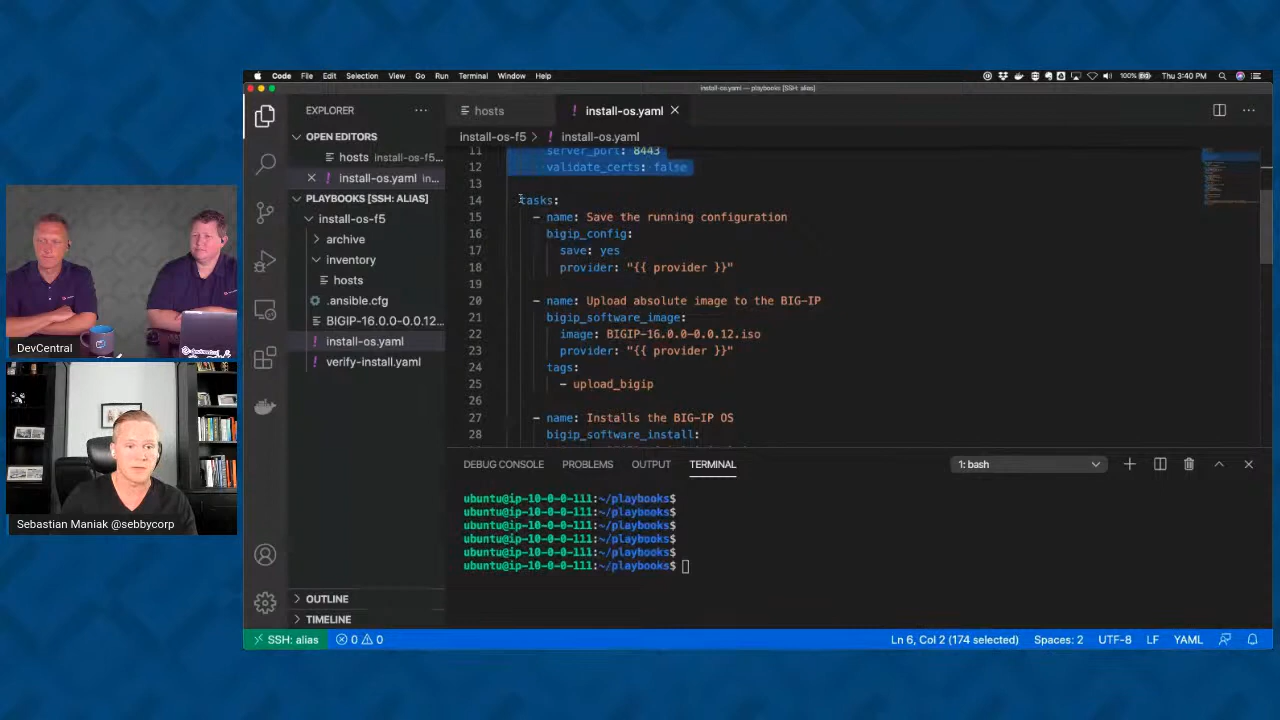 Code File Edit Selection View Go Run Terminal Window Help
100% Thu 3:40 PM
install-os.yaml — playbooks [SSH: alias]
EXPLORER
hosts
install-os.yaml
OPEN EDITORS
install-os-f5 > install-os.yaml
hosts install-os-f5...
install-os.yaml in...
PLAYBOOKS [SSH: ALIAS]
install-os-f5
archive
inventory
hosts
.ansible.cfg
BIGIP-16.0.0-0.0.12...
install-os.yaml
verify-install.yaml
OUTLINE
TIMELINE
11 server_port: 8443
12 validate_certs: false
13
14 tasks:
15 - name: Save the running configuration
16 bigip_config:
17 save: yes
18 provider: "{{ provider }}"
19
20 - name: Upload absolute image to the BIG-IP
21 bigip_software_image:
22 image: BIGIP-16.0.0-0.0.12.iso
23 provider: "{{ provider }}"
24 tags:
25 - upload_bigip
26
27 - name: Installs the BIG-IP OS
28 bigip_software_install:
DEBUG CONSOLE PROBLEMS OUTPUT TERMINAL 1: bash
ubuntu@ip-10-0-0-111:~/playbooks$
ubuntu@ip-10-0-0-111:~/playbooks$
ubuntu@ip-10-0-0-111:~/playbooks$
ubuntu@ip-10-0-0-111:~/playbooks$
ubuntu@ip-10-0-0-111:~/playbooks$
ubuntu@ip-10-0-0-111:~/playbooks$
SSH: alias 0 0 Ln 6, Col 2 (174 selected) Spaces: 2 UTF-8 LF YAML
DevCentral
Sebastian Maniak @sebbycorp